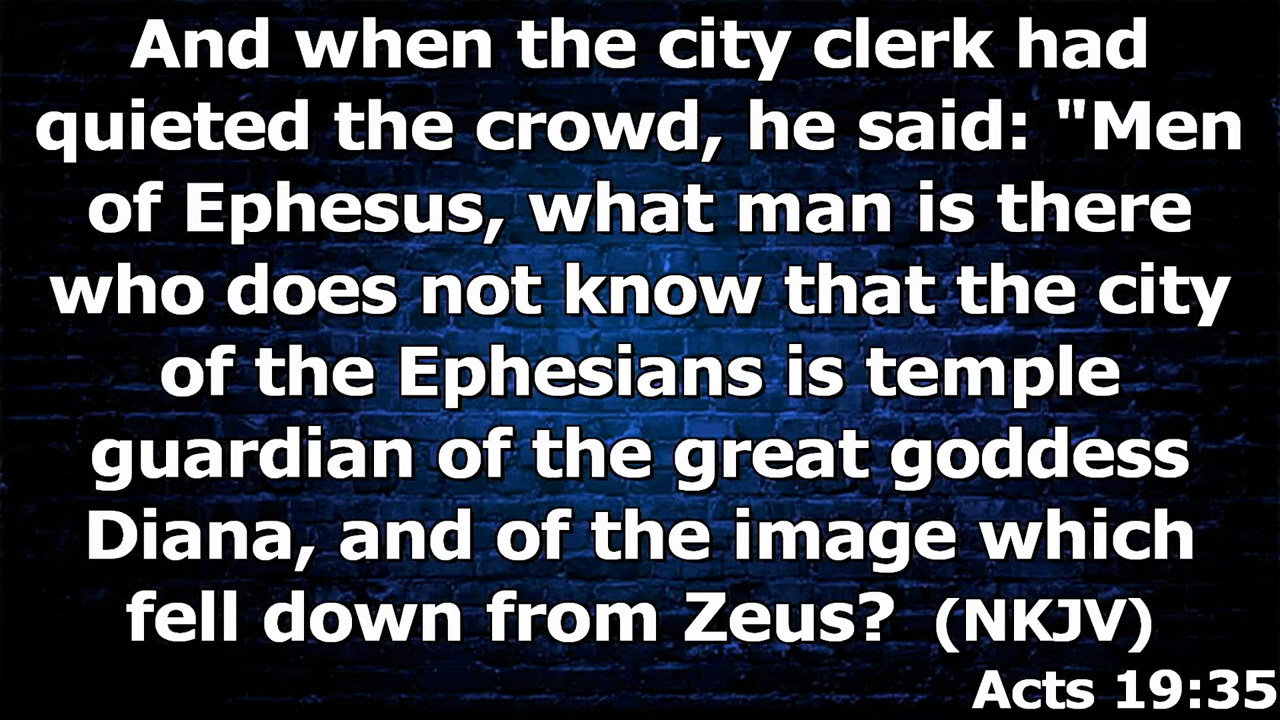 And when the city clerk had
quieted the crowd, he said: "Men
of Ephesus, what man is there
who does not know that the city
of the Ephesians is temple
guardian of the great goddess
Diana, and of the image which
fell down from Zeus? (NKJV)
Acts 19:35